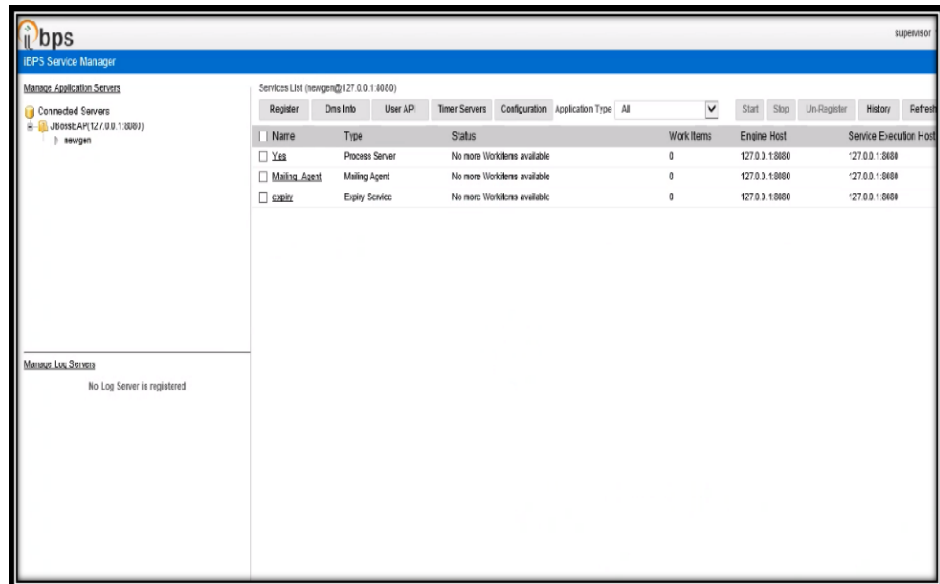 ibps
supervisor
iBPS Service Manager
Manage Application Servers
Connected Servers
JBossEAP(127.0.0.1:8080)
newgen
Services List (newgen@127.0.0.1:8080)
Register Dms Info User API Timer Servers Configuration Application Type All Start Stop Un-Register History Refresh
Name Type Status Work Items Engine Host Service Execution Host
Yes Process Server No more Workitems available 0 127.0.0.1:8080 127.0.0.1:8080
Mailing_Agent Mailing Agent No more Workitems available 0 127.0.0.1:8080 127.0.0.1:8080
expiry Expiry Service No more Workitems available 0 127.0.0.1:8080 127.0.0.1:8080
Manage Log Servers
No Log Server is registered